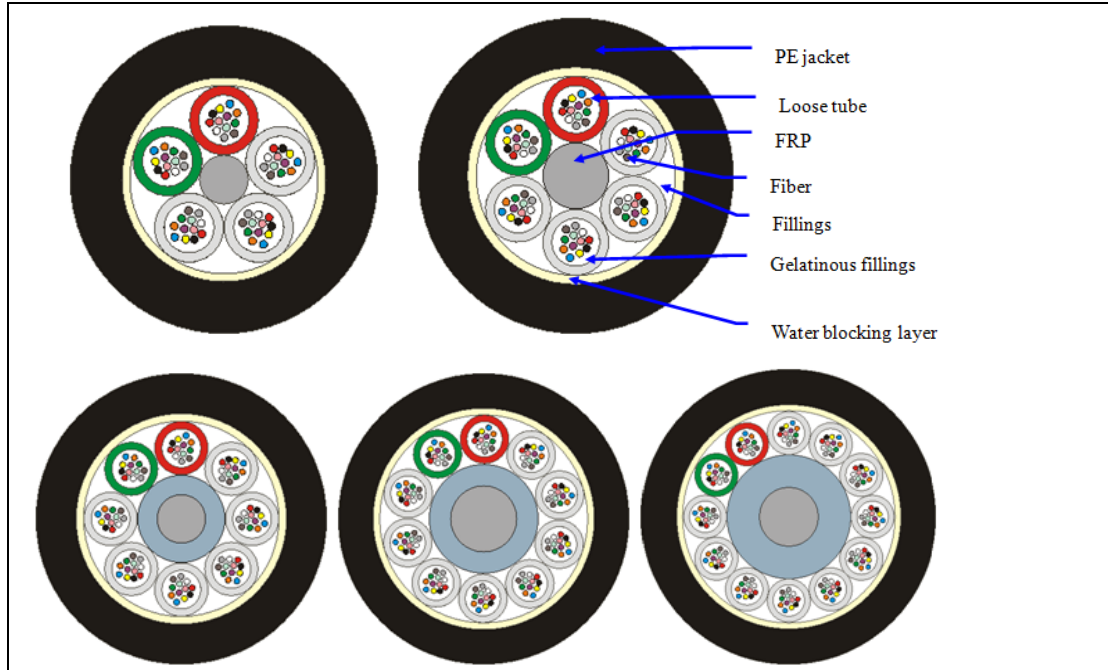 PE jacket
Loose tube
FRP
Fiber
Fillings
Gelatinous fillings
Water blocking layer